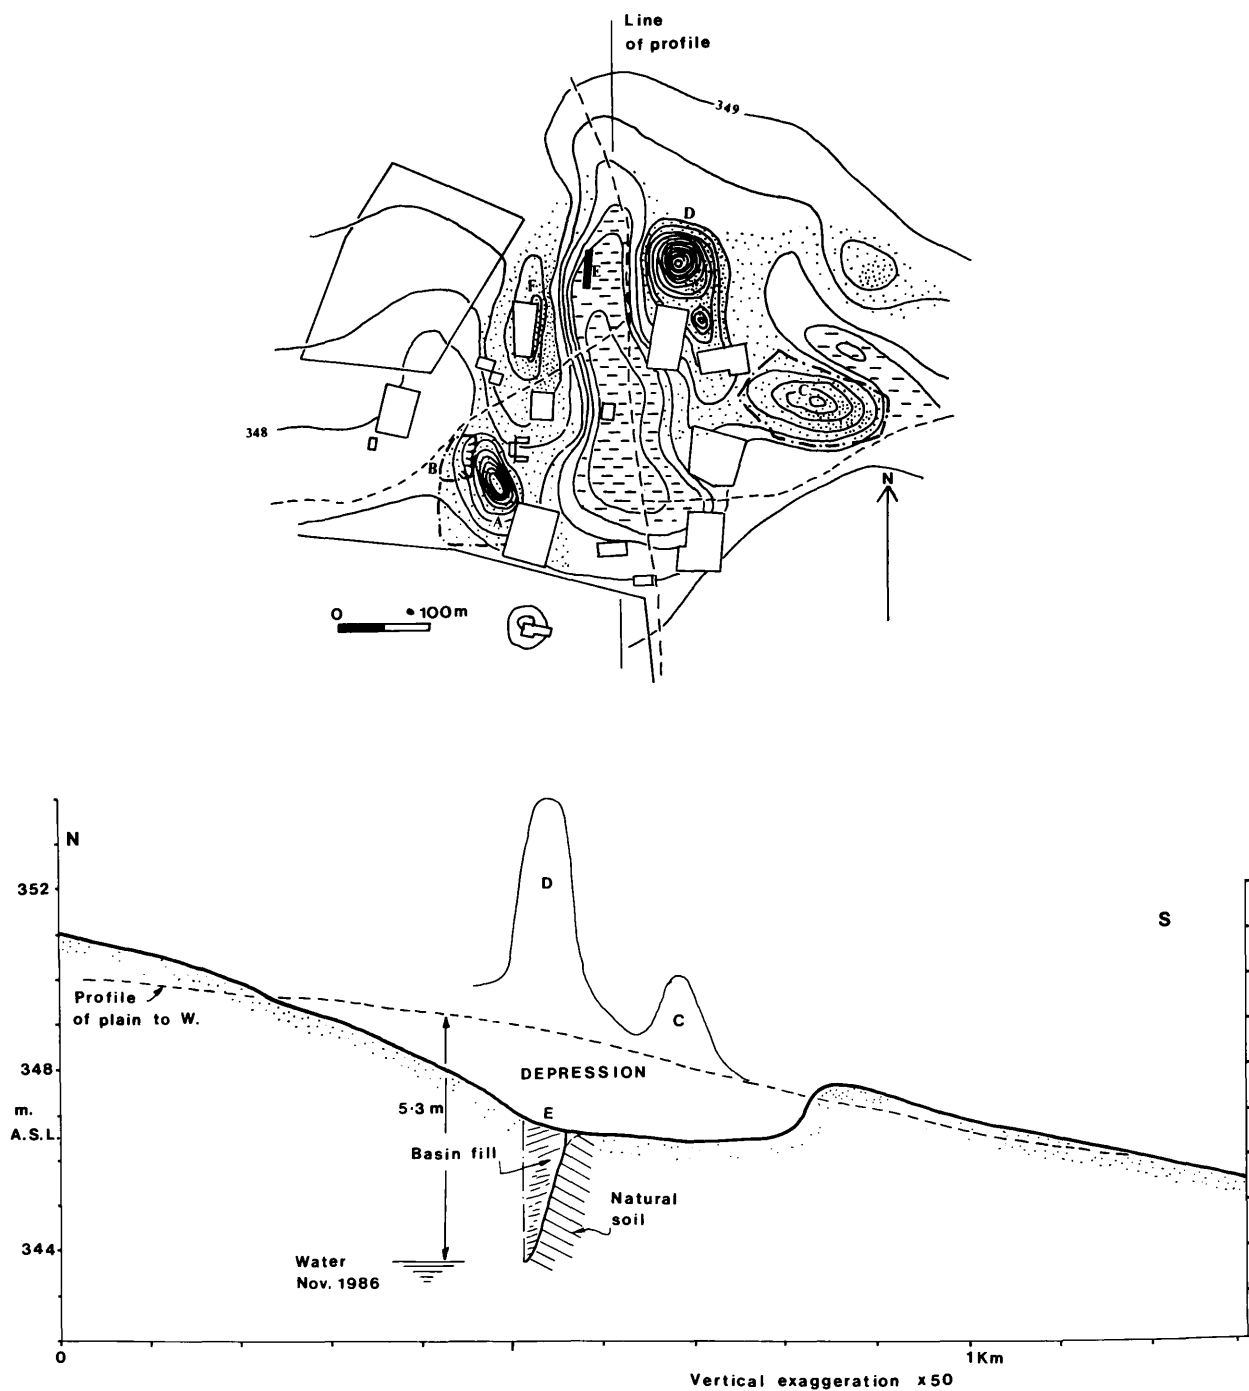 Line
of profile
349
D
E
F
C
348
B
A
N
0 100m
N
352
D
S
Profile
of plain to W.
C
348
DEPRESSION
m.
5·3 m
E
A.S.L.
Basin fill
Natural
soil
344
Water
Nov. 1986
0
1Km
Vertical exaggeration x50